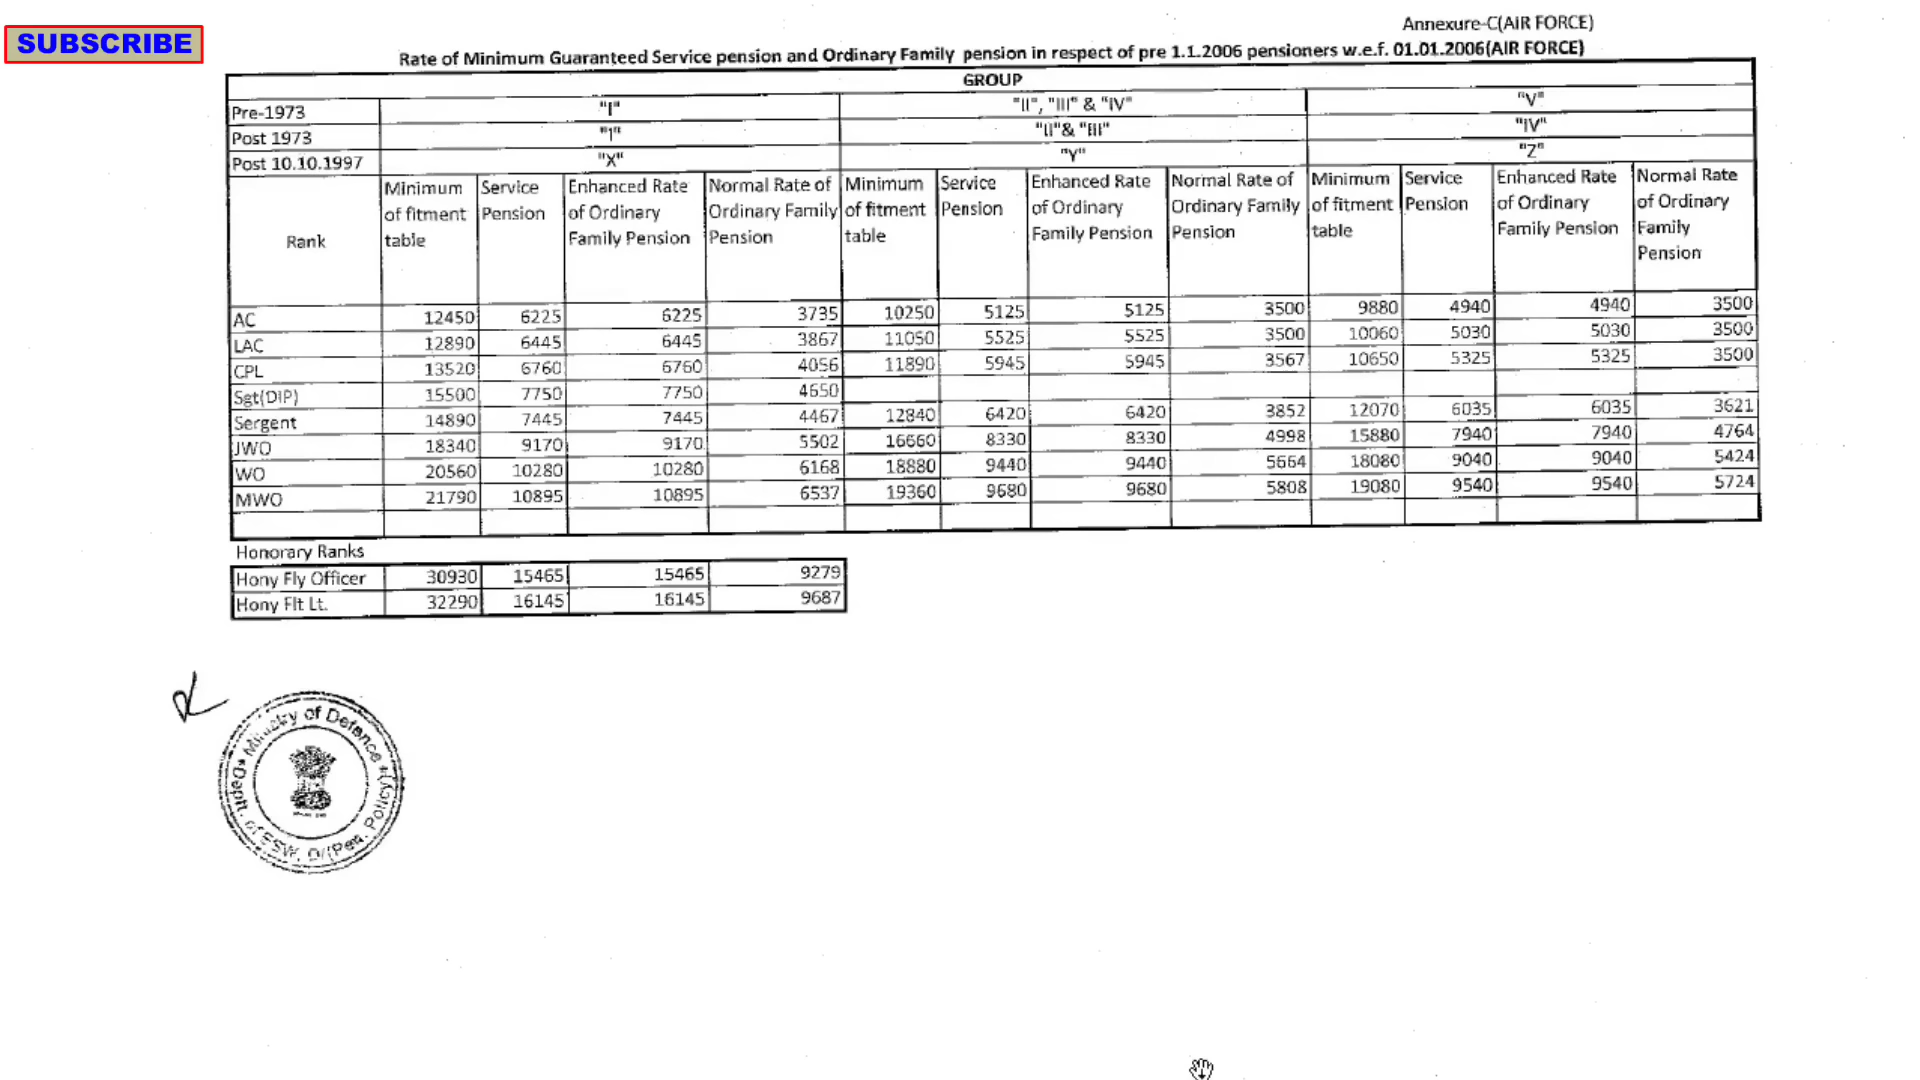 SUBSCRIBE
Annexure-C(AIR FORCE)
Rate of Minimum Guaranteed Service pension and Ordinary Family pension in respect of pre 1.1.2006 pensioners w.e.f. 01.01.2006(AIR FORCE)
GROUP
Pre-1973 "I" "II", "III" & "IV" "V"
Post 1973 "1" "II"& "III" "IV"
Post 10.10.1997 "X" "Y" "Z"
Rank Minimum of fitment table Service Pension Enhanced Rate of Ordinary Family Pension Normal Rate of Ordinary Family Pension Minimum of fitment table Service Pension Enhanced Rate of Ordinary Family Pension Normal Rate of Ordinary Family Pension Minimum of fitment table Service Pension Enhanced Rate of Ordinary Family Pension Normal Rate of Ordinary Family Pension
AC 12450 6225 6225 3735 10250 5125 5125 3500 9880 4940 4940 3500
LAC 12890 6445 6445 3867 11050 5525 5525 3500 10060 5030 5030 3500
CPL 13520 6760 6760 4056 11890 5945 5945 3567 10650 5325 5325 3500
Sgt(DIP) 15500 7750 7750 4650
Sergent 14890 7445 7445 4467 12840 6420 6420 3852 12070 6035 6035 3621
JWO 18340 9170 9170 5502 16660 8330 8330 4998 15880 7940 7940 4764
WO 20560 10280 10280 6168 18880 9440 9440 5664 18080 9040 9040 5424
MWO 21790 10895 10895 6537 19360 9680 9680 5808 19080 9540 9540 5724
Honorary Ranks
Hony Fly Officer 30930 15465 15465 9279
Hony Flt Lt. 32290 16145 16145 9687
Ministry of Defence
Deptt. of ESW, D/(Pen. Policy)